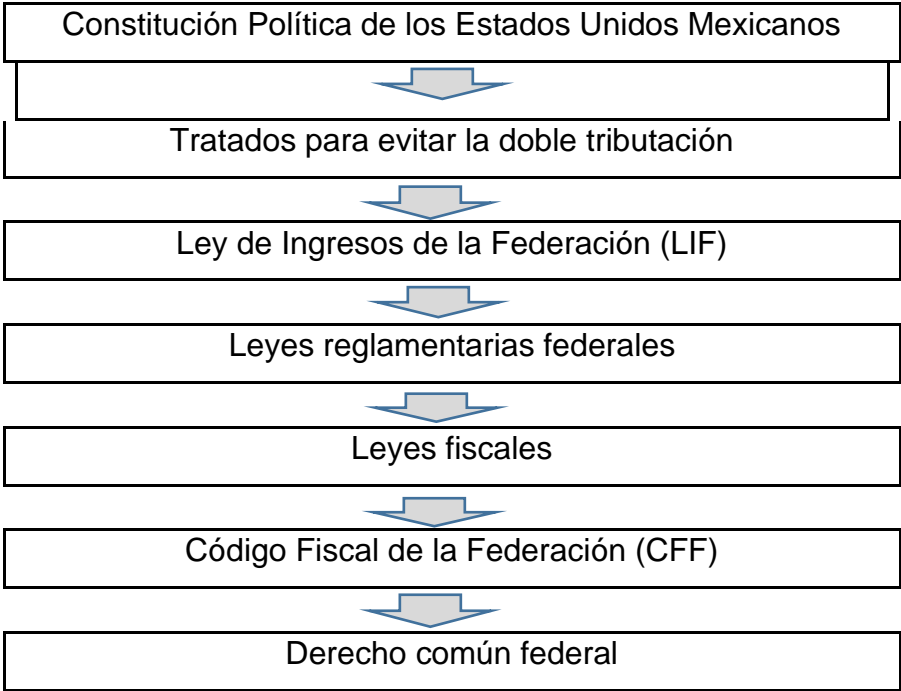 Constitución Política de los Estados Unidos Mexicanos
Tratados para evitar la doble tributación
Ley de Ingresos de la Federación (LIF)
Leyes reglamentarias federales
Leyes fiscales
Código Fiscal de la Federación (CFF)
Derecho común federal